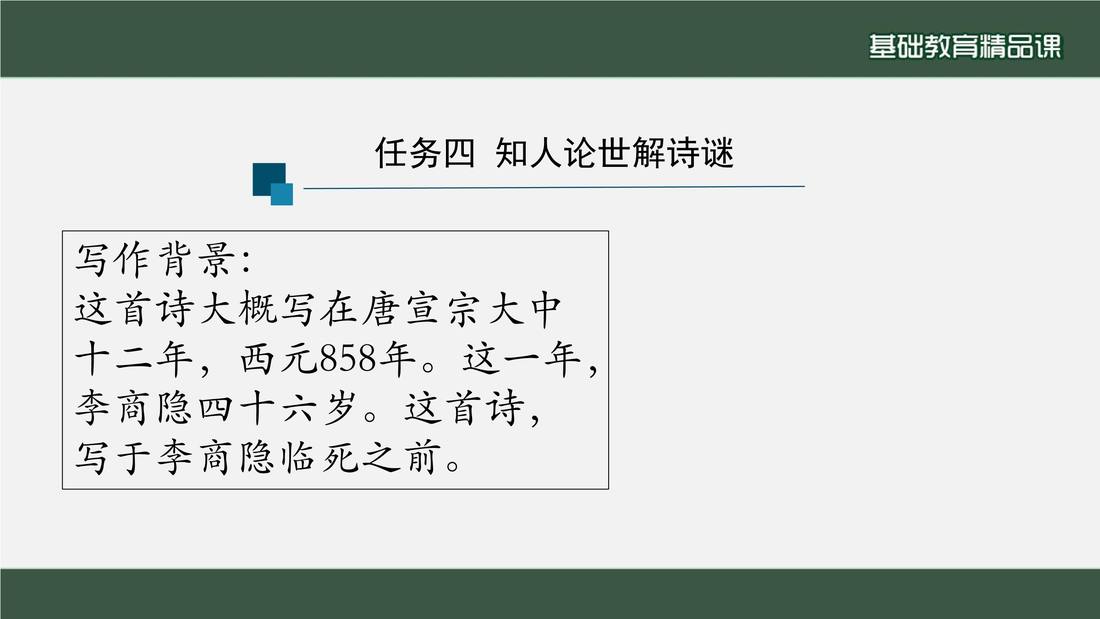 基础教育精品课
任务四 知人论世解诗谜
写作背景：
这首诗大概写在唐宣宗大中
十二年，西元858年。这一年，
李商隐四十六岁。这首诗，
写于李商隐临死之前。